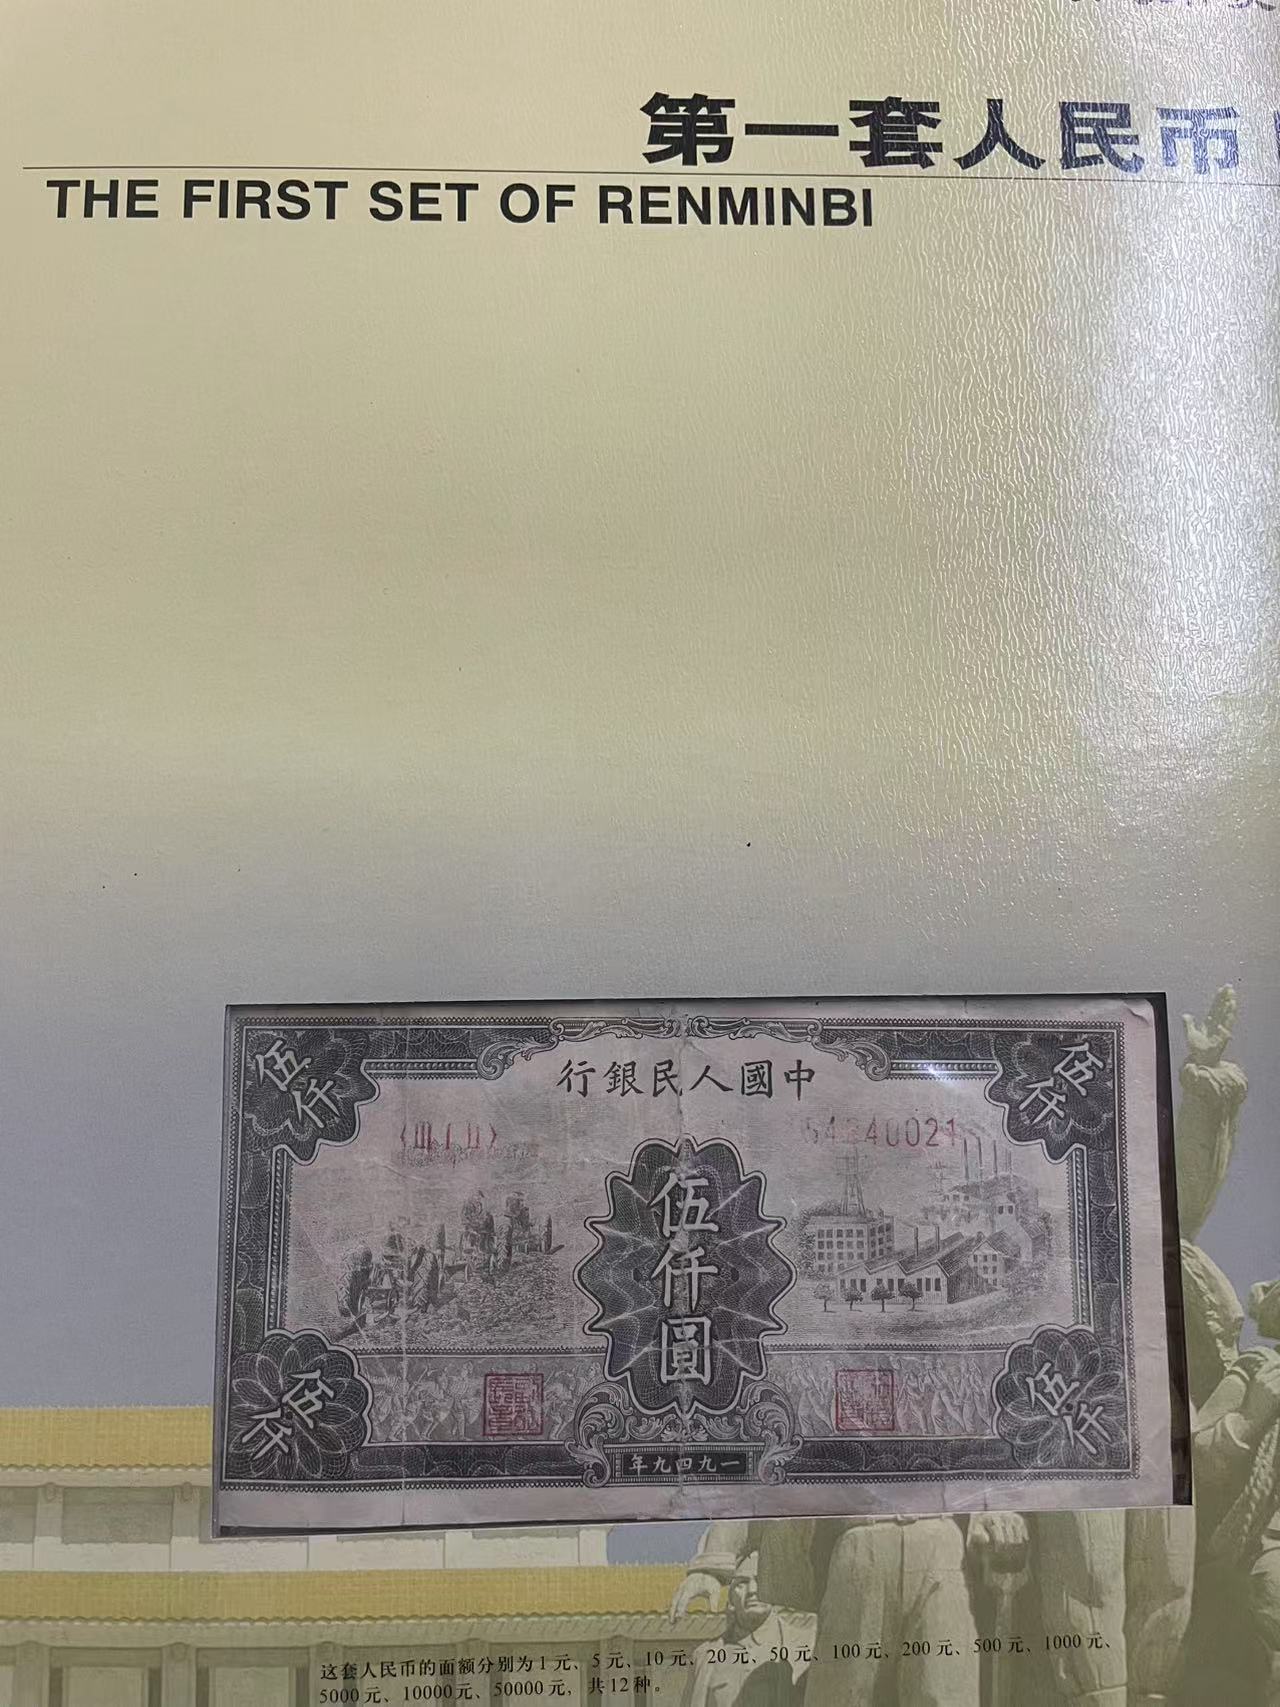 第一套人民币
THE FIRST SET OF RENMINBI
伍仟
伍仟
行銀民人國中
伍仟圓
伍仟
伍仟
年九四九一
这套人民币的面额分别为1元、5元、10元、20元、50元、100元、200元、500元、1000元、
5000元、10000元、50000元，共12种。